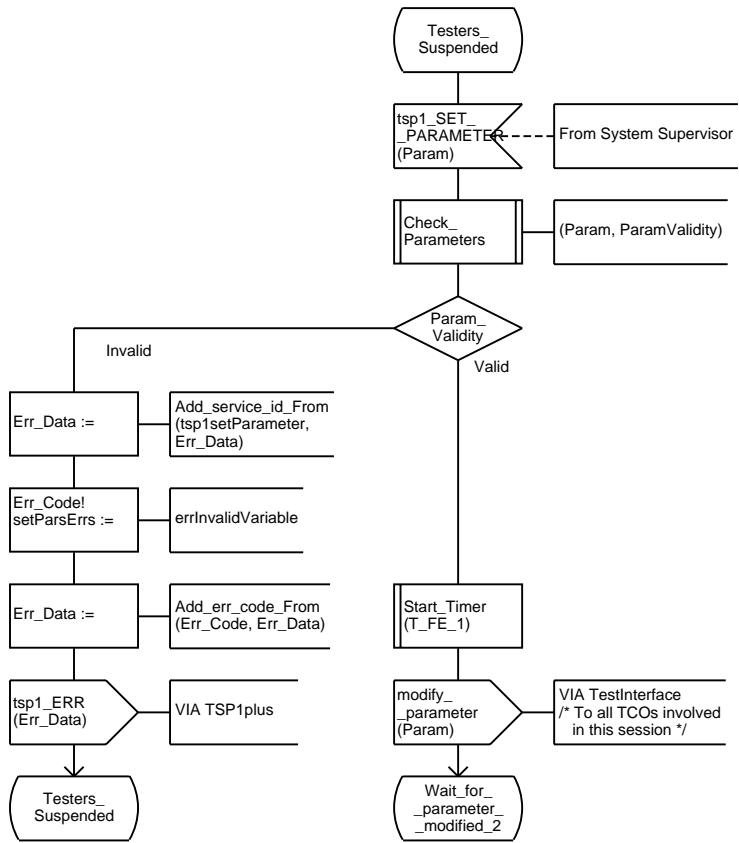 Testers_
Suspended
tsp1_SET_
_PARAMETER
(Param)
From System Supervisor
Check_
Parameters
(Param, ParamValidity)
Param_
Validity
Invalid
Valid
Err_Data :=
Add_service_id_From
(tsp1setParameter,
Err_Data)
Err_Code!
setParsErrs :=
errInvalidVariable
Err_Data :=
Add_err_code_From
(Err_Code, Err_Data)
Start_Timer
(T_FE_1)
tsp1_ERR
(Err_Data)
VIA TSP1plus
modify_
_parameter
(Param)
VIA TestInterface
/* To all TCOs involved
in this session */
Testers_
Suspended
Wait_for_
_parameter_
_modified_2